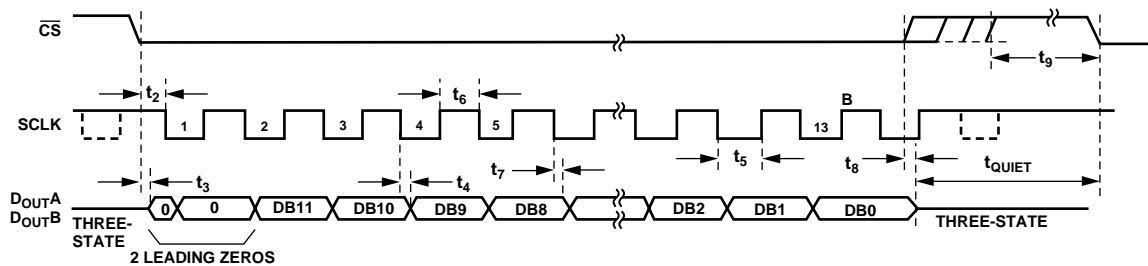 CS
t9
t2
t6
B
SCLK
1
2
3
4
5
13
t3
t4
t7
t5
t8
tQUIET
DOUTA
DOUTB
0
0
DB11
DB10
DB9
DB8
DB2
DB1
DB0
THREE-
STATE
THREE-STATE
2 LEADING ZEROS